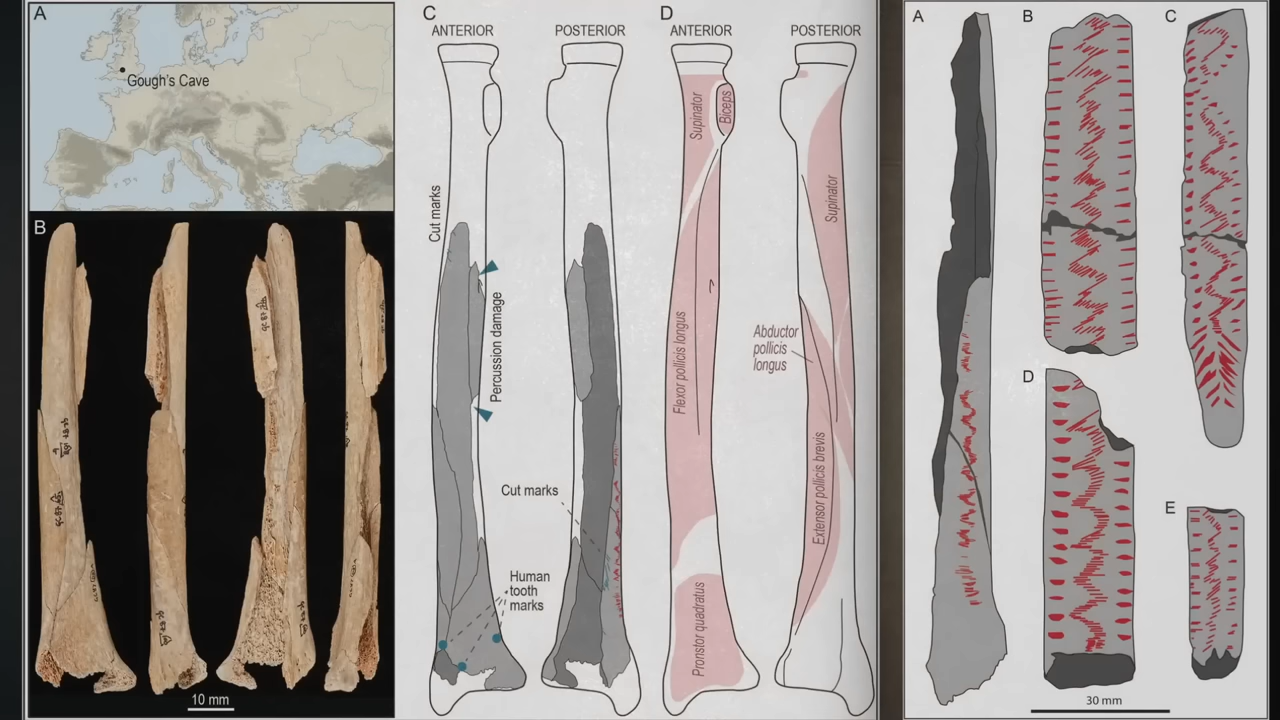 A
Gough's Cave
B
10 mm
C
ANTERIOR
POSTERIOR
Cut marks
Percussion damage
Cut marks
Human
tooth
marks
D
ANTERIOR
POSTERIOR
Supinator
Biceps
Flexor pollicis longus
Pronstor quadratus
Supinator
Abductor
pollicis
longus
Extensor pollicis brevis
A
B
C
D
E
30 mm